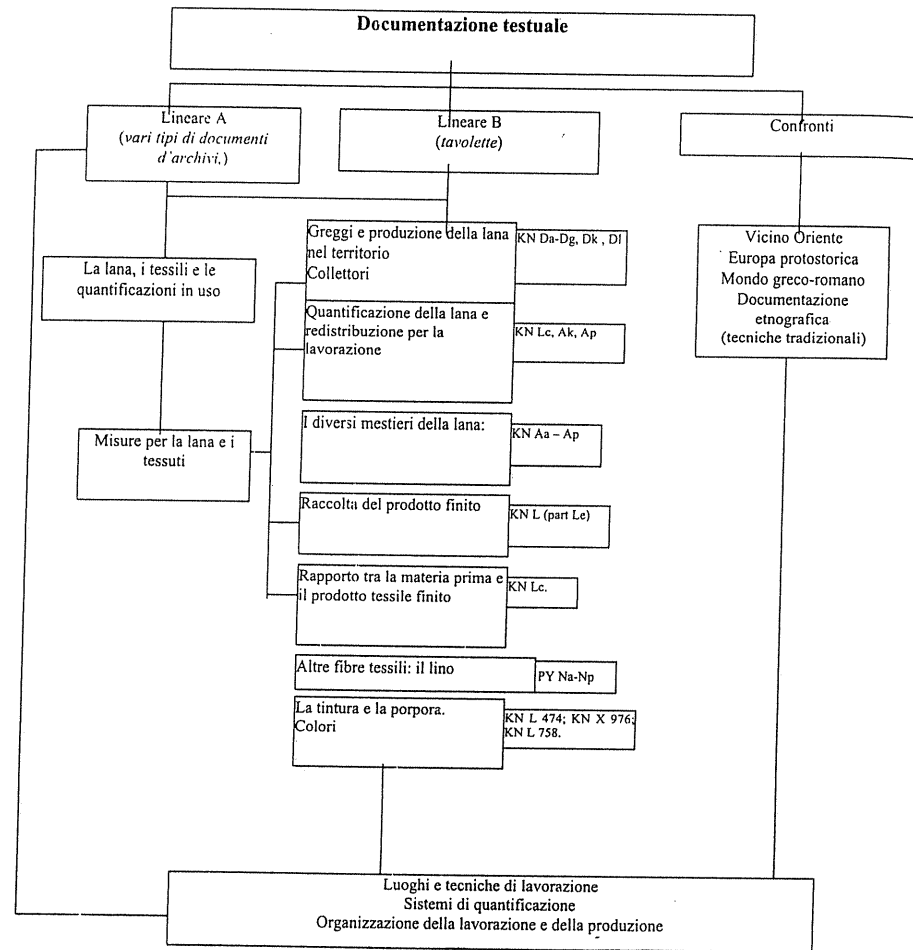 Documentazione testuale
Lineare A
(vari tipi di documenti
d'archivi.)
Lineare B
(tavolette)
Confronti
Greggi e produzione della lana
nel territorio
Collettori
KN Da-Dg, Dk , Dl
Vicino Oriente
Europa protostorica
Mondo greco-romano
Documentazione
etnografica
(tecniche tradizionali)
La lana, i tessili e le
quantificazioni in uso
Quantificazione della lana e
redistribuzione per la
lavorazione
KN Lc, Ak, Ap
Misure per la lana e i
tessuti
I diversi mestieri della lana:
KN Aa – Ap
Raccolta del prodotto finito
KN L (part Le)
Rapporto tra la materia prima e
il prodotto tessile finito
KN Lc.
Altre fibre tessili: il lino
PY Na-Np
La tintura e la porpora.
Colori
KN L 474; KN X 976;
KN L 758.
Luoghi e tecniche di lavorazione
Sistemi di quantificazione
Organizzazione della lavorazione e della produzione